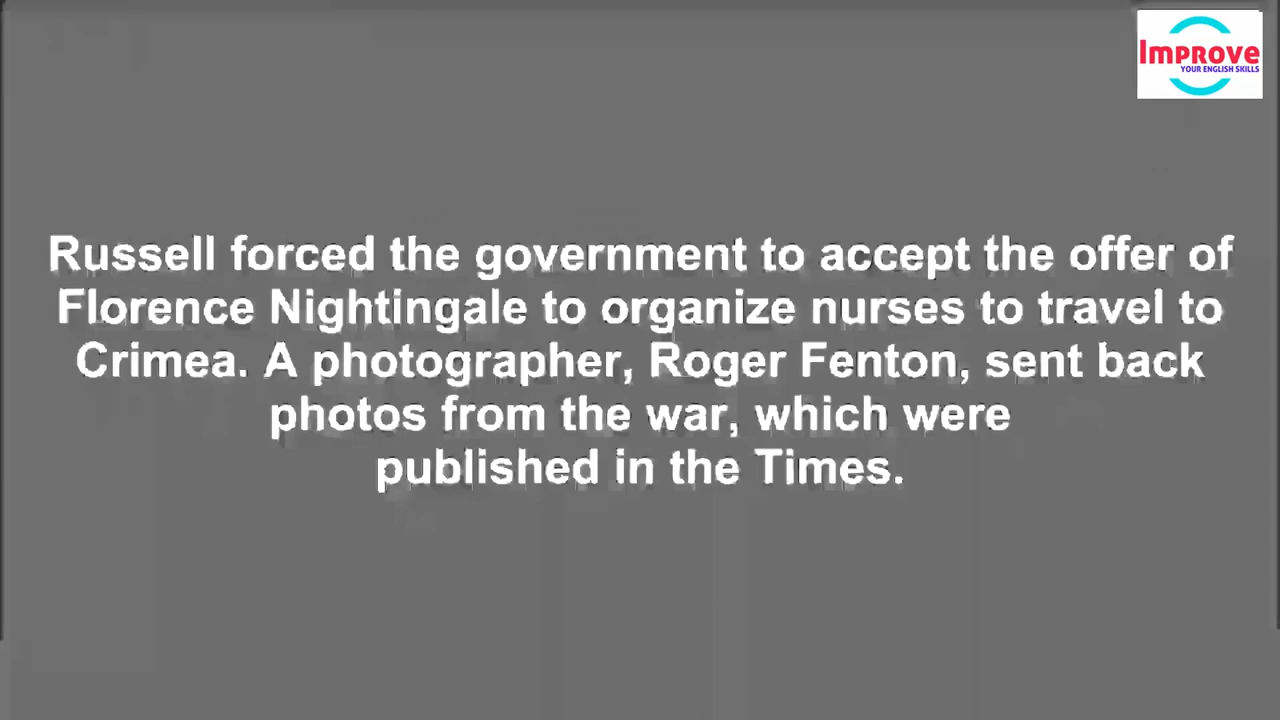 Improve
YOUR ENGLISH SKILLS
Russell forced the government to accept the offer of
Florence Nightingale to organize nurses to travel to
Crimea. A photographer, Roger Fenton, sent back
photos from the war, which were
published in the Times.